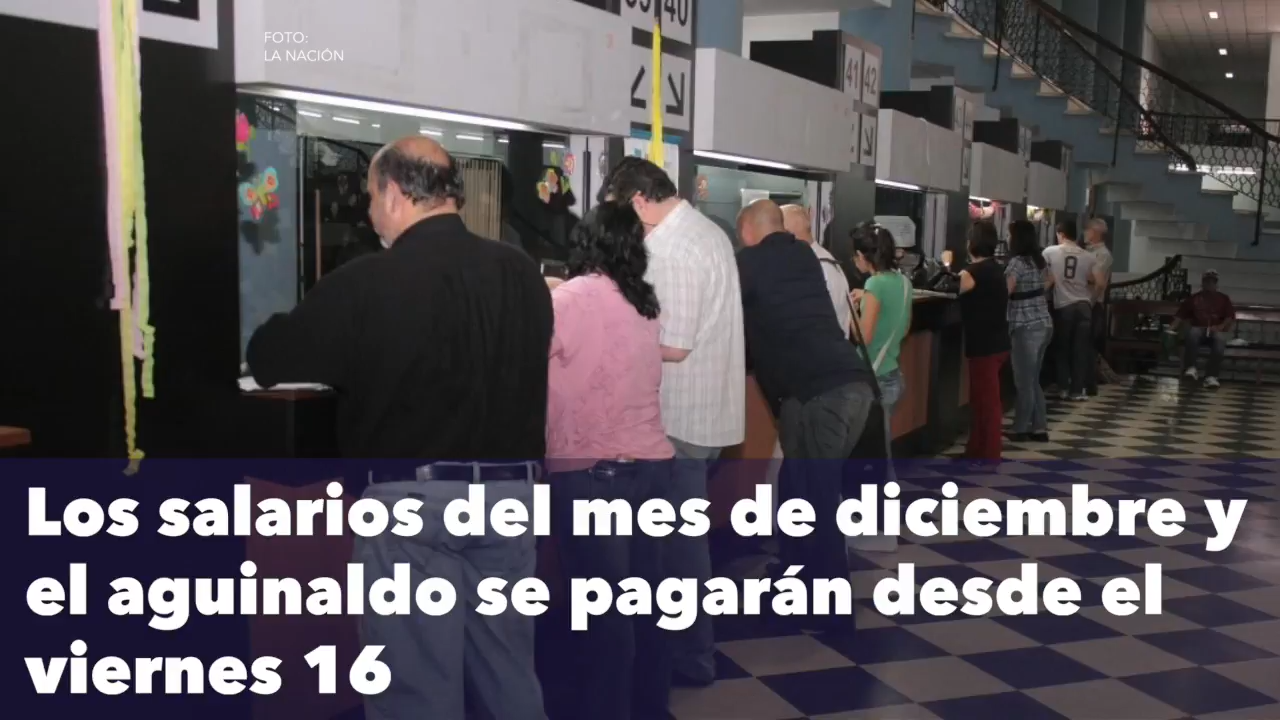 FOTO:
LA NACIÓN
40
41 42
8
Los salarios del mes de diciembre y
el aguinaldo se pagarán desde el
viernes 16